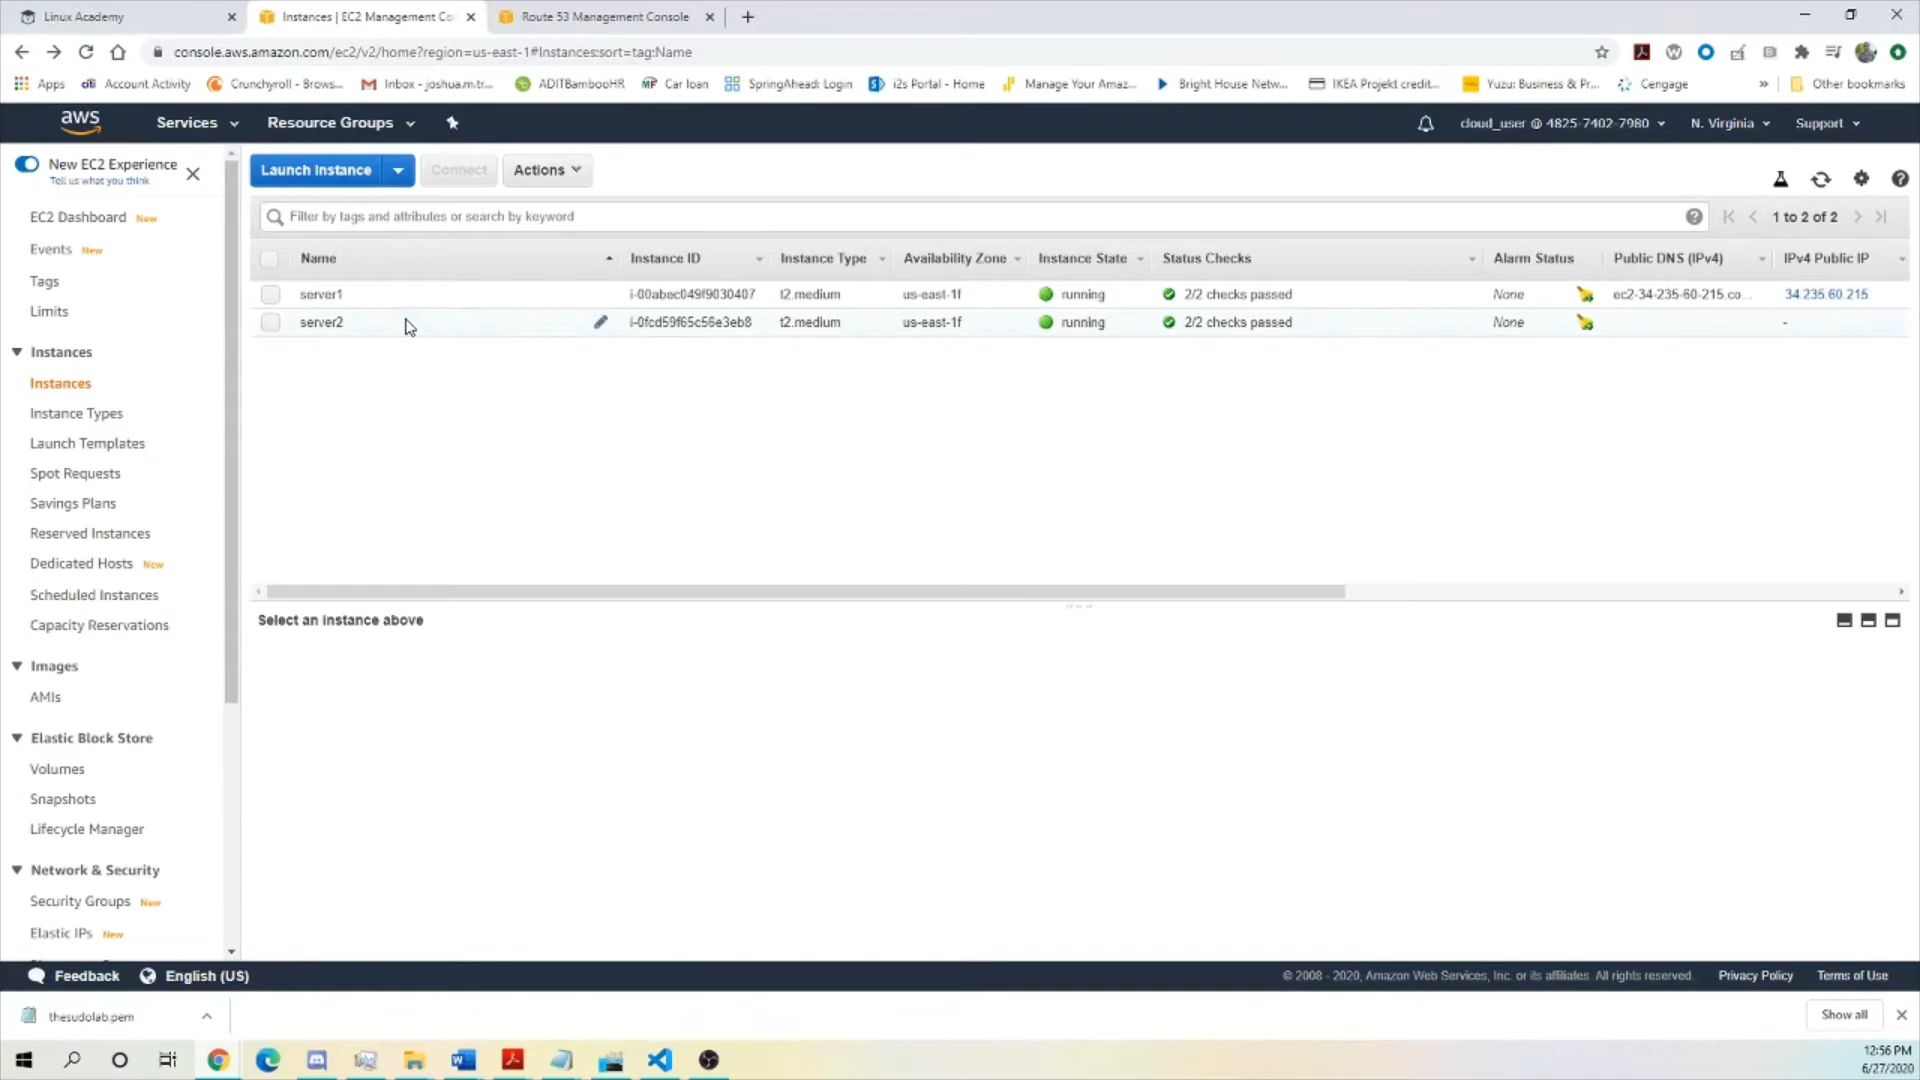 Linux Academy
Instances | EC2 Management Co
Route 53 Management Console
console.aws.amazon.com/ec2/v2/home?region=us-east-1#Instances:sort=tag:Name
Apps
citi Account Activity
Crunchyroll - Brows...
Inbox - joshua.m.tr...
ADITBambooHR
MF Car loan
SpringAhead: Login
i2s Portal - Home
Manage Your Amaz...
Bright House Netw...
IKEA Projekt credit...
Yuzu: Business & Pr...
Cengage
»
Other bookmarks
aws
Services
Resource Groups
cloud_user @ 4825-7402-7980
N. Virginia
Support
New EC2 Experience
Tell us what you think
Launch Instance
Connect
Actions
EC2 Dashboard New
Events New
Tags
Limits
Instances
Instances
Instance Types
Launch Templates
Spot Requests
Savings Plans
Reserved Instances
Dedicated Hosts New
Scheduled Instances
Capacity Reservations
Images
AMIs
Elastic Block Store
Volumes
Snapshots
Lifecycle Manager
Network & Security
Security Groups New
Elastic IPs New
Filter by tags and attributes or search by keyword
1 to 2 of 2
Name Instance ID Instance Type Availability Zone Instance State Status Checks Alarm Status Public DNS (IPv4) IPv4 Public IP
server1 i-00abec049f9030407 t2.medium us-east-1f running 2/2 checks passed None ec2-34-235-60-215.co... 34.235.60.215
server2 i-0fcd59f65c56e3eb8 t2.medium us-east-1f running 2/2 checks passed None -
Select an instance above
Feedback
English (US)
© 2008 - 2020, Amazon Web Services, Inc. or its affiliates. All rights reserved.
Privacy Policy
Terms of Use
thesudolab.pem
Show all
12:56 PM
6/27/2020